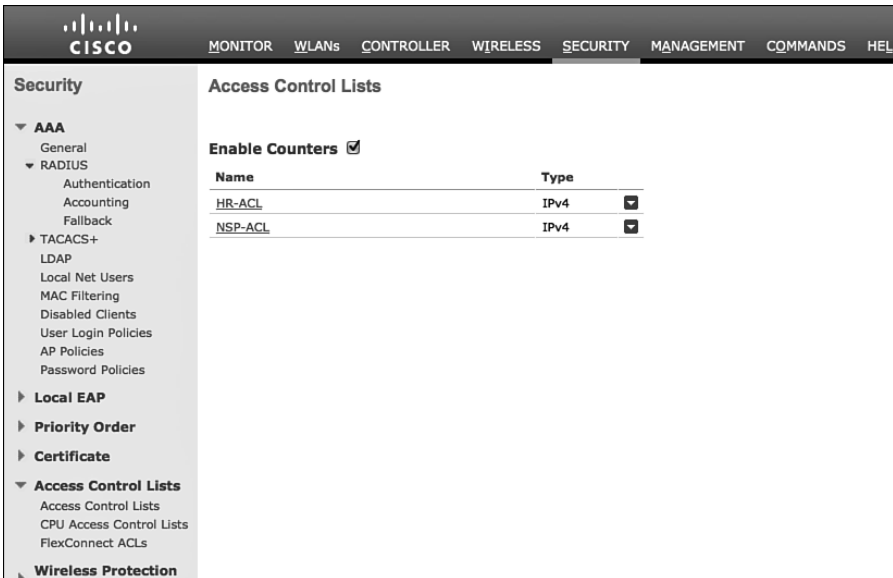 CISCO
MONITOR WLANs CONTROLLER WIRELESS SECURITY MANAGEMENT COMMANDS HEL
Security
AAA
General
RADIUS
Authentication
Accounting
Fallback
TACACS+
LDAP
Local Net Users
MAC Filtering
Disabled Clients
User Login Policies
AP Policies
Password Policies
Local EAP
Priority Order
Certificate
Access Control Lists
Access Control Lists
CPU Access Control Lists
FlexConnect ACLs
Wireless Protection
Access Control Lists
Enable Counters
Name Type
HR-ACL IPv4
NSP-ACL IPv4